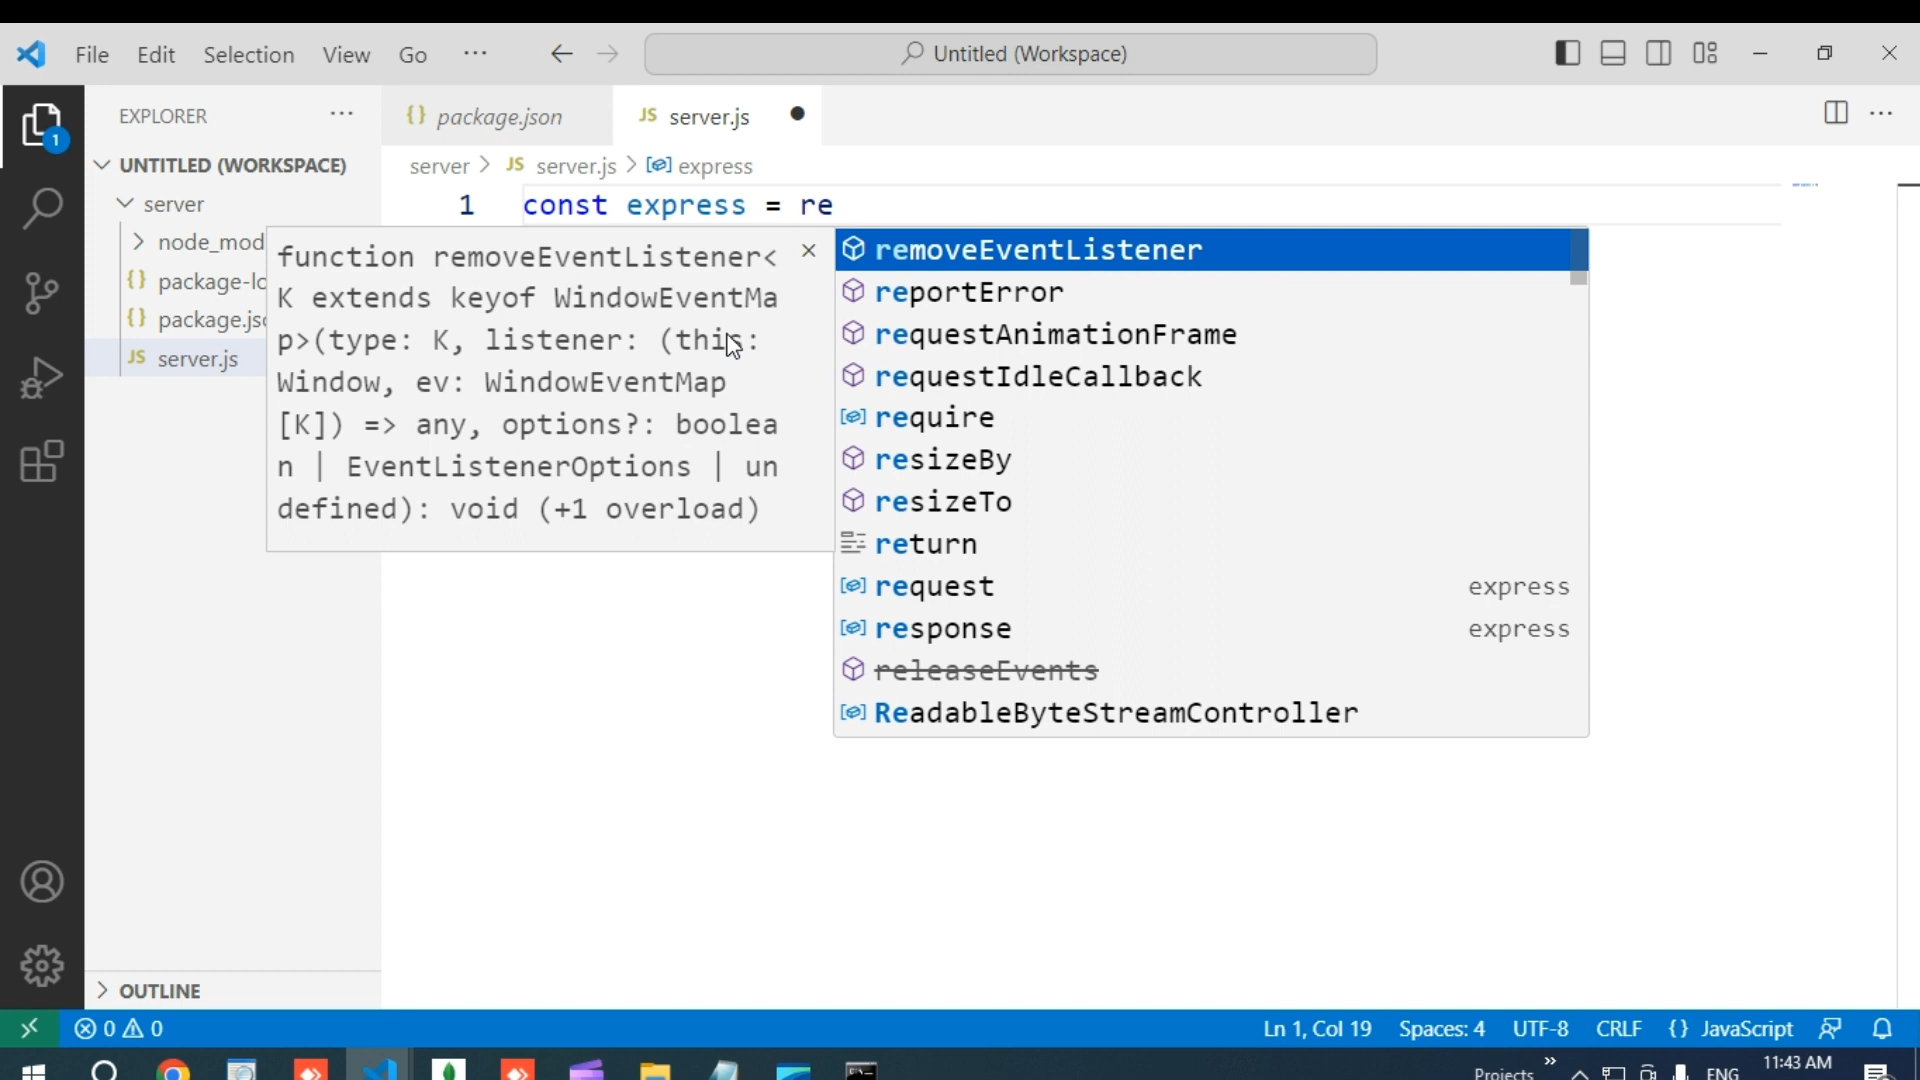 File Edit Selection View Go ··· Untitled (Workspace)
EXPLORER ··· {} package.json JS server.js
UNTITLED (WORKSPACE) server > JS server.js > express
server
1 const express = re
node_mod
package-lo
package.jso
JS server.js
function removeEventListener<
K extends keyof WindowEventMa
p>(type: K, listener: (this:
Window, ev: WindowEventMap
[K]) => any, options?: boolea
n | EventListenerOptions | un
defined): void (+1 overload)
removeEventListener
reportError
requestAnimationFrame
requestIdleCallback
require
resizeBy
resizeTo
return
request express
response express
releaseEvents
ReadableByteStreamController
1
OUTLINE
0 0 Ln 1, Col 19 Spaces: 4 UTF-8 CRLF {} JavaScript
Projects » ENG 11:43 AM